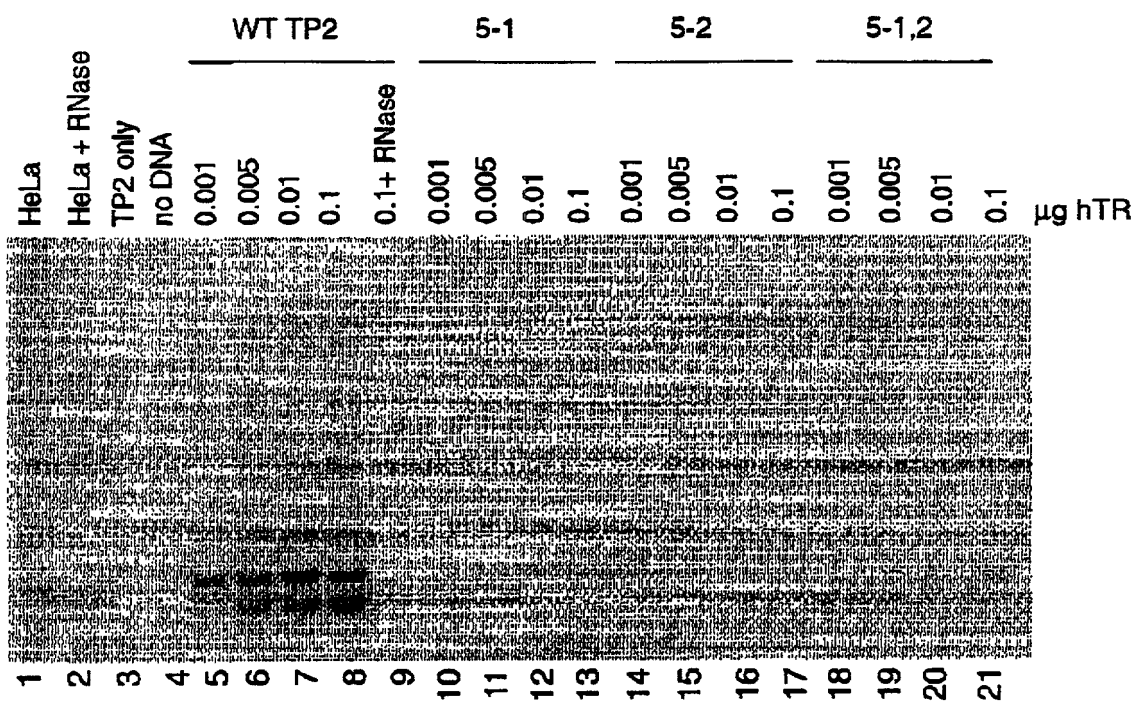 WT TP2 5-1 5-2 5-1,2
HeLa
HeLa + RNase
TP2 only
no DNA
0.001
0.005
0.01
0.1
0.1+ RNase
0.001
0.005
0.01
0.1
0.001
0.005
0.01
0.1
0.001
0.005
0.01
0.1
µg hTR
1 2 3 4 5 6 7 8 9 10 11 12 13 14 15 16 17 18 19 20 21